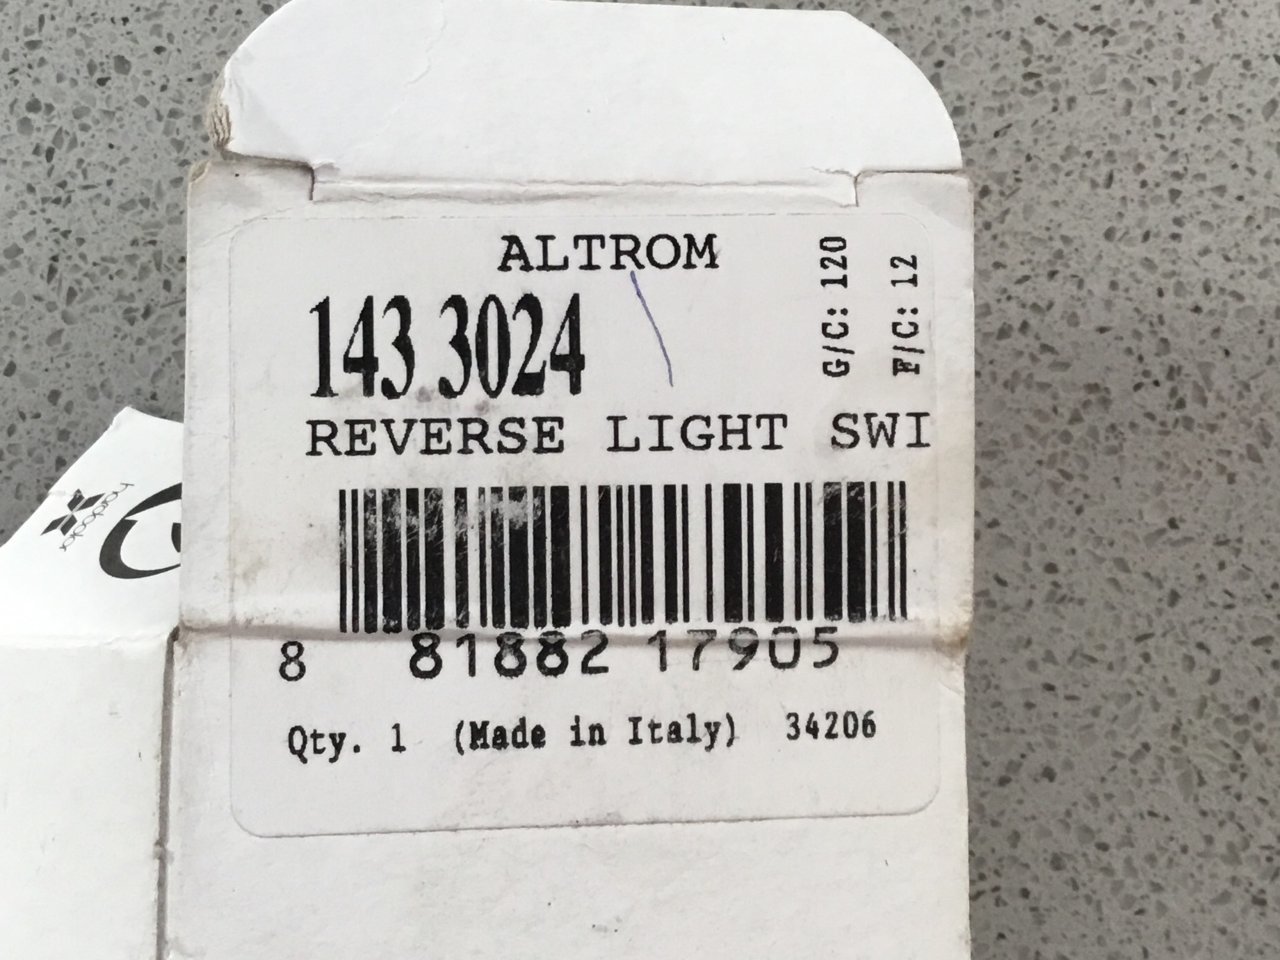 ALTROM
143 3024
G/C: 120
F/C: 12
REVERSE LIGHT SWI
8 81882 17905
Qty. 1 (Made in Italy) 34206